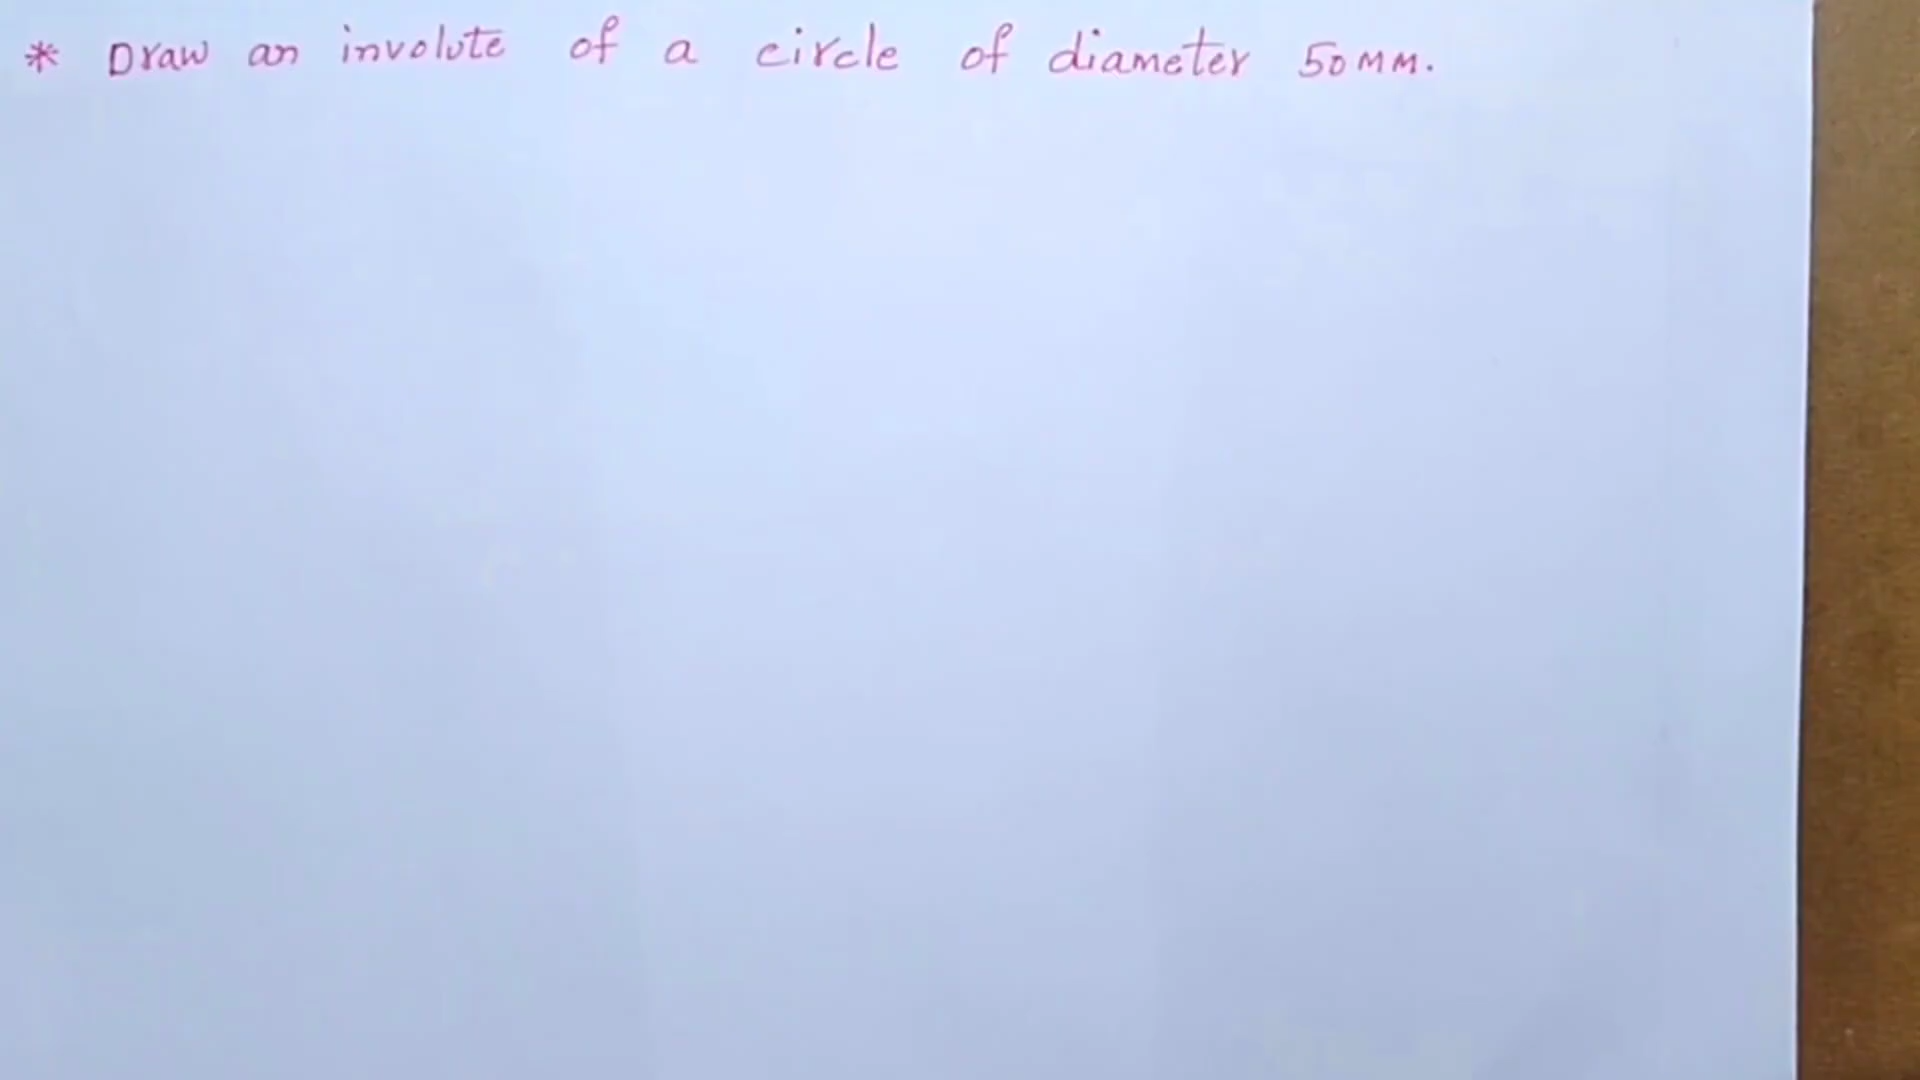 * Draw an involute of a circle of diameter 50MM.